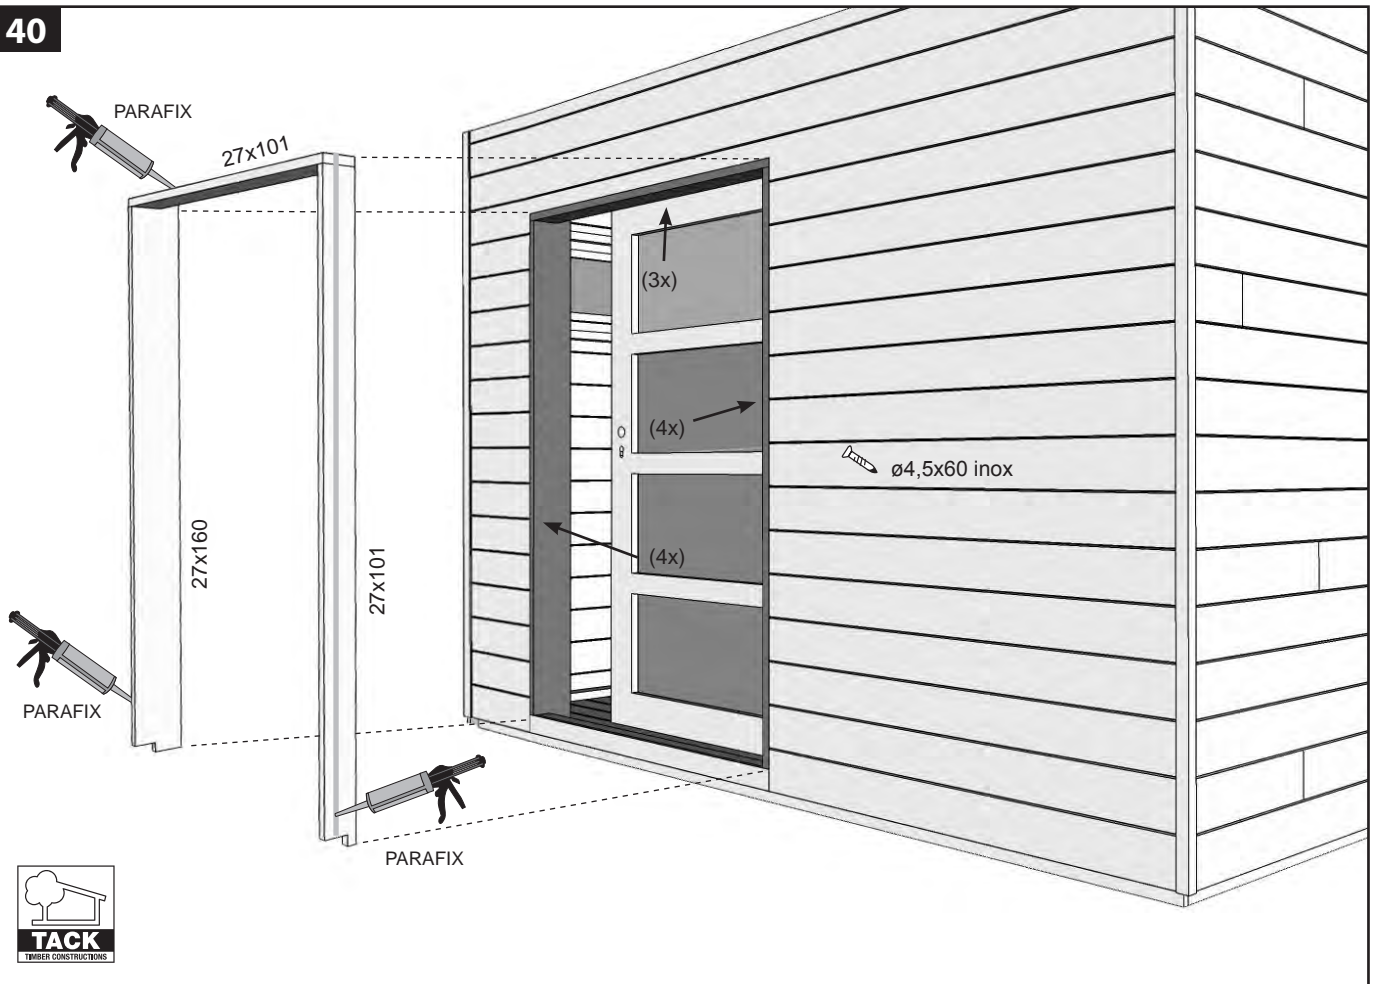 40
PARAFIX
27x101
(3x)
(4x)
ø4,5x60 inox
27x160
27x101
(4x)
PARAFIX
PARAFIX
TACK
TIMBER CONSTRUCTIONS